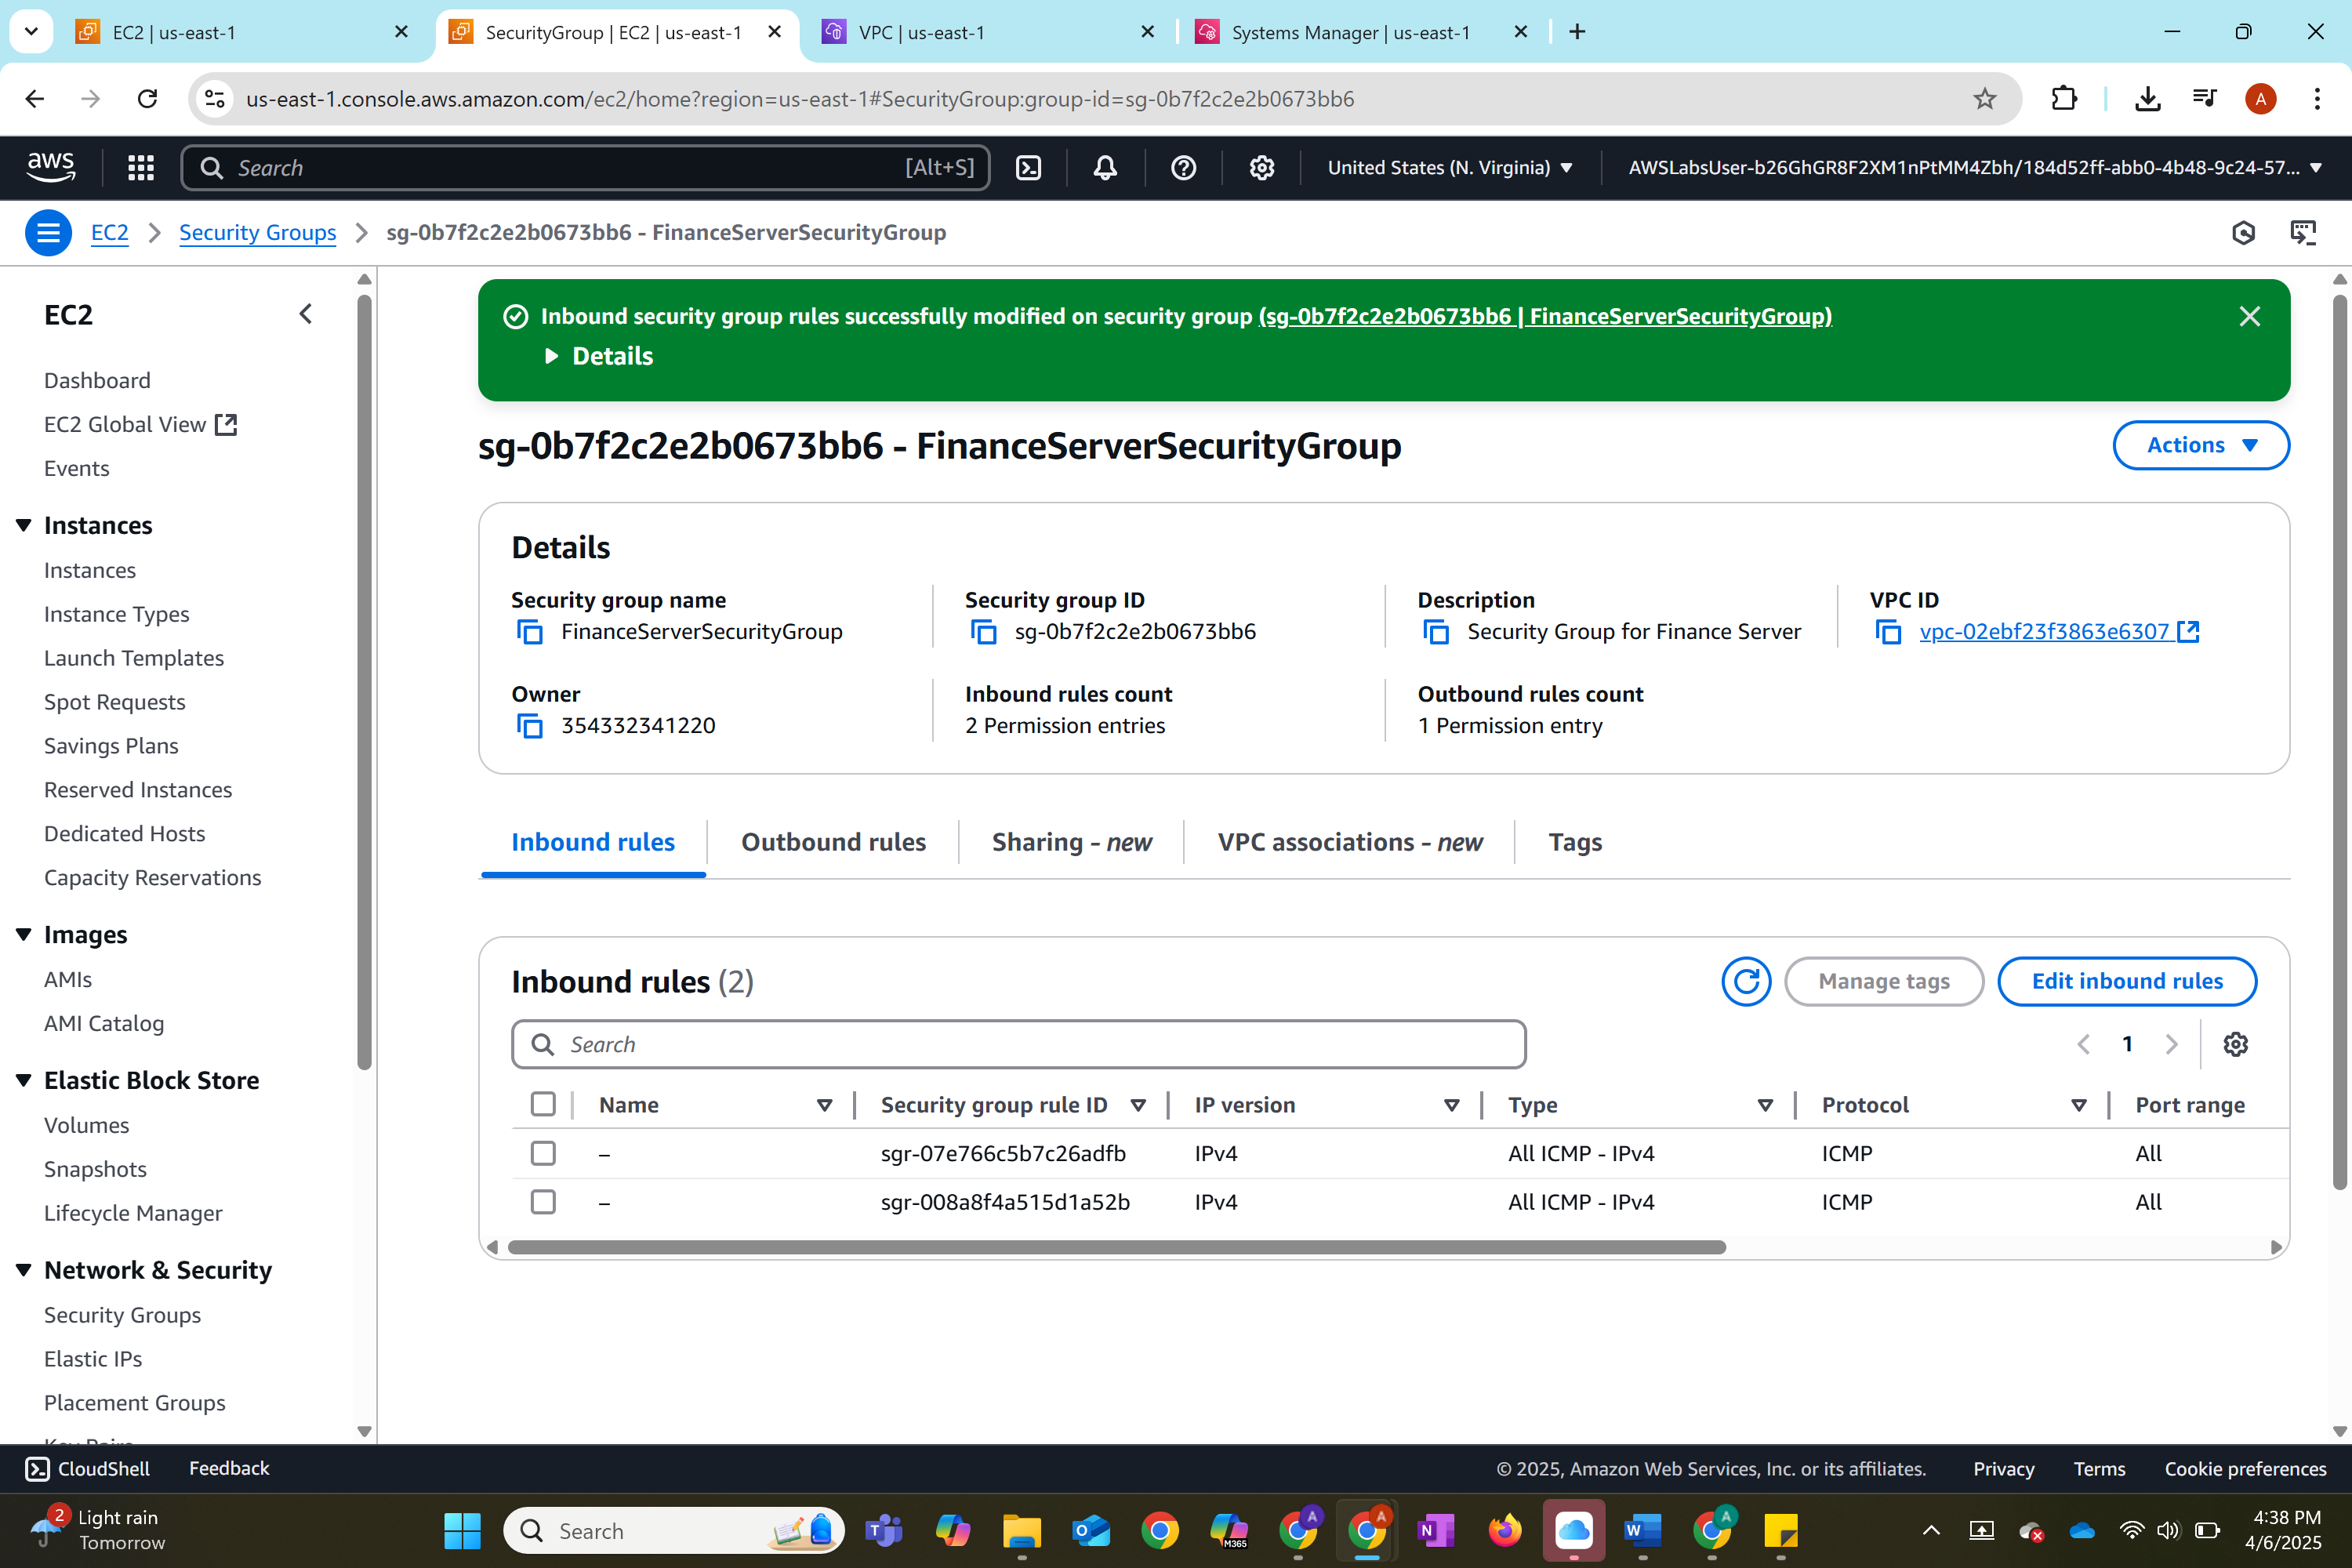 EC2 | us-east-1
SecurityGroup | EC2 | us-east-1
VPC | us-east-1
Systems Manager | us-east-1
us-east-1.console.aws.amazon.com/ec2/home?region=us-east-1#SecurityGroup:group-id=sg-0b7f2c2e2b0673bb6
A
aws
Search
[Alt+S]
United States (N. Virginia)
AWSLabsUser-b26GhGR8F2XM1nPtMM4Zbh/184d52ff-abb0-4b48-9c24-57...
EC2
Security Groups
sg-0b7f2c2e2b0673bb6 - FinanceServerSecurityGroup
EC2
Dashboard
EC2 Global View
Events
Instances
Instances
Instance Types
Launch Templates
Spot Requests
Savings Plans
Reserved Instances
Dedicated Hosts
Capacity Reservations
Images
AMIs
AMI Catalog
Elastic Block Store
Volumes
Snapshots
Lifecycle Manager
Network & Security
Security Groups
Elastic IPs
Placement Groups
Inbound security group rules successfully modified on security group (sg-0b7f2c2e2b0673bb6 | FinanceServerSecurityGroup)
Details
sg-0b7f2c2e2b0673bb6 - FinanceServerSecurityGroup
Actions
Details
Security group name
FinanceServerSecurityGroup
Security group ID
sg-0b7f2c2e2b0673bb6
Description
Security Group for Finance Server
VPC ID
vpc-02ebf23f3863e6307
Owner
354332341220
Inbound rules count
2 Permission entries
Outbound rules count
1 Permission entry
Inbound rules
Outbound rules
Sharing - new
VPC associations - new
Tags
Inbound rules (2)
Manage tags
Edit inbound rules
Search
1
Name Security group rule ID IP version Type Protocol Port range
– sgr-07e766c5b7c26adfb IPv4 All ICMP - IPv4 ICMP All
– sgr-008a8f4a515d1a52b IPv4 All ICMP - IPv4 ICMP All
CloudShell
Feedback
© 2025, Amazon Web Services, Inc. or its affiliates.
Privacy
Terms
Cookie preferences
2
Light rain
Tomorrow
Search
M365
A
A
A
4:38 PM
4/6/2025